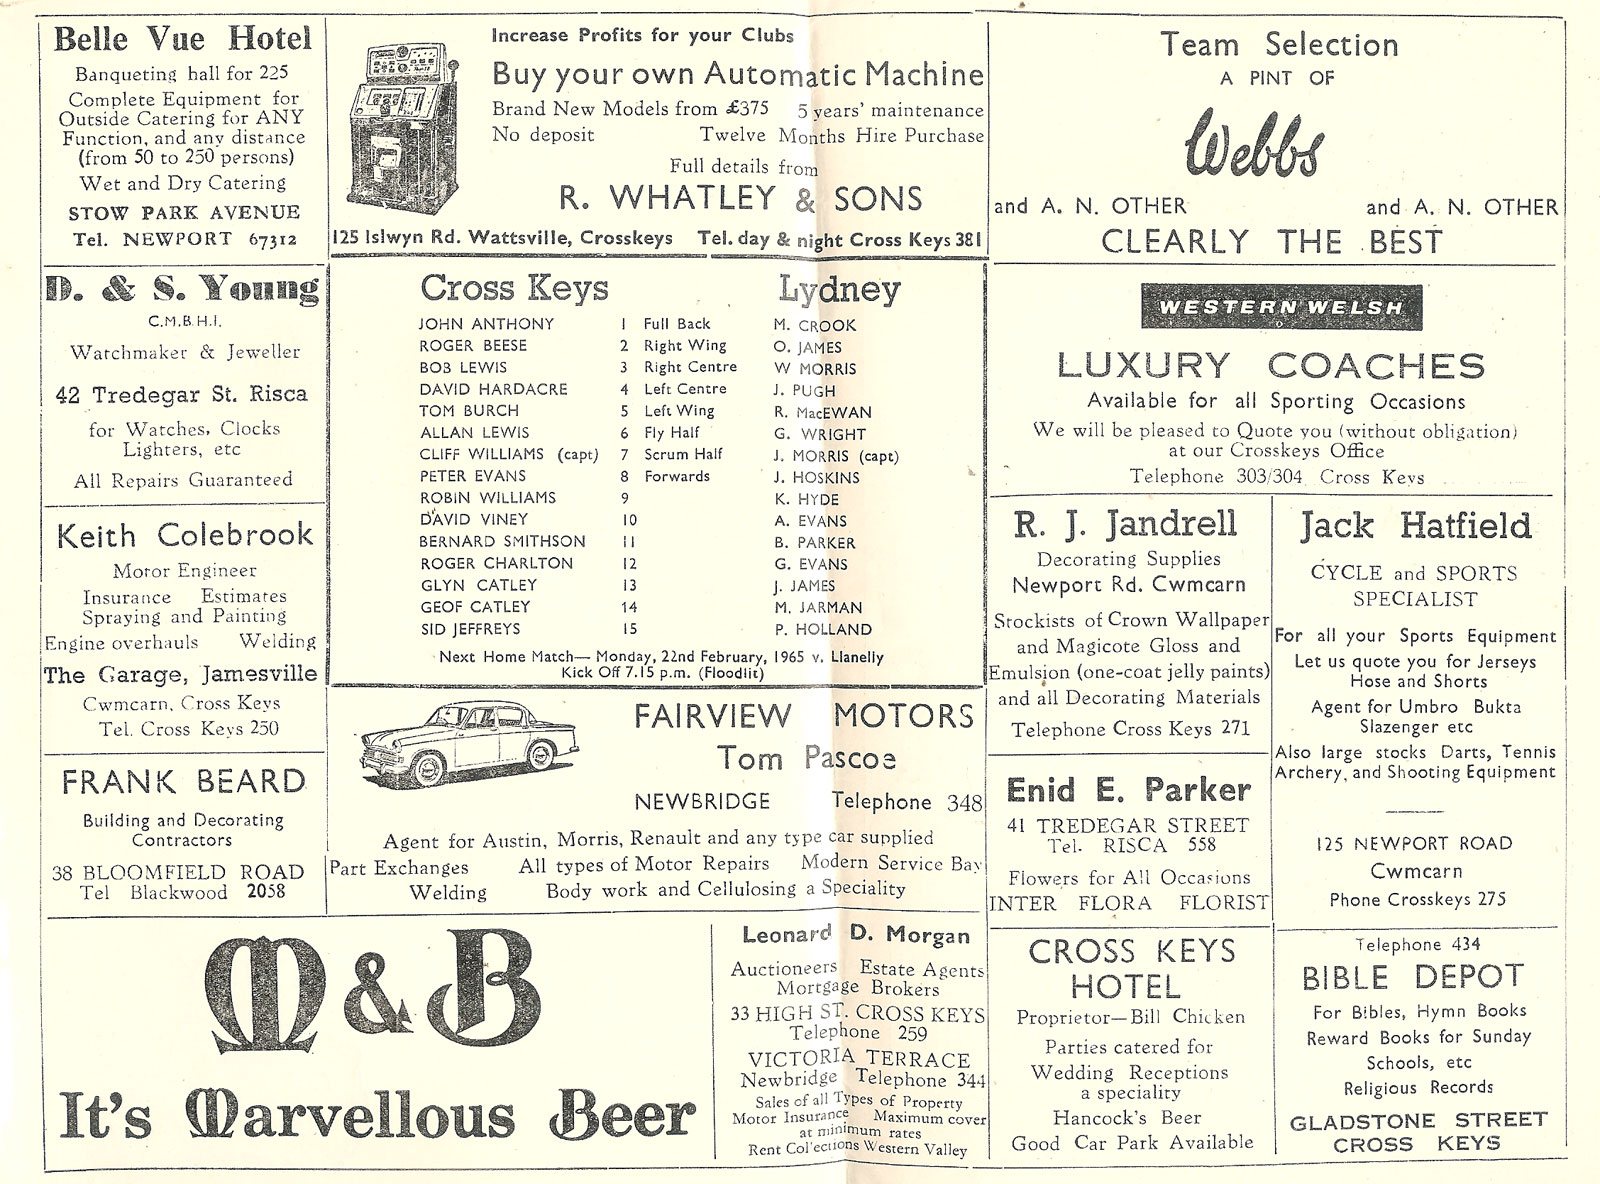 Belle Vue Hotel
Banqueting hall for 225
Complete Equipment for
Outside Catering for ANY
Function, and any distance
(from 50 to 250 persons)
Wet and Dry Catering
STOW PARK AVENUE
Tel. NEWPORT 67312
D. & S. Young
C.M.B.H.I.
Watchmaker & Jeweller
42 Tredegar St. Risca
for Watches, Clocks
Lighters, etc
All Repairs Guaranteed
Keith Colebrook
Motor Engineer
Insurance Estimates
Spraying and Painting
Engine overhauls Welding
The Garage, Jamesville
Cwmcarn, Cross Keys
Tel. Cross Keys 250
FRANK BEARD
Building and Decorating
Contractors
38 BLOOMFIELD ROAD
Tel Blackwood 2058
Increase Profits for your Clubs
Buy your own Automatic Machine
Brand New Models from £375 5 years' maintenance
No deposit Twelve Months Hire Purchase
Full details from
R. WHATLEY & SONS
125 Islwyn Rd. Wattsville, Crosskeys Tel. day & night Cross Keys 381
Cross Keys Lydney
JOHN ANTHONY 1 Full Back M. CROOK
ROGER BEESE 2 Right Wing O. JAMES
BOB LEWIS 3 Right Centre W MORRIS
DAVID HARDACRE 4 Left Centre J. PUGH
TOM BURCH 5 Left Wing R. MacEWAN
ALLAN LEWIS 6 Fly Half G. WRIGHT
CLIFF WILLIAMS (capt) 7 Scrum Half J. MORRIS (capt)
PETER EVANS 8 Forwards J. HOSKINS
ROBIN WILLIAMS 9 K. HYDE
DAVID VINEY 10 A. EVANS
BERNARD SMITHSON 11 B. PARKER
ROGER CHARLTON 12 G. EVANS
GLYN CATLEY 13 J. JAMES
GEOF CATLEY 14 M. JARMAN
SID JEFFREYS 15 P. HOLLAND
Next Home Match— Monday, 22nd February, 1965 v. Llanelly
Kick Off 7.15 p.m. (Floodlit)
FAIRVIEW MOTORS
Tom Pascoe
NEWBRIDGE Telephone 348
Agent for Austin, Morris, Renault and any type car supplied
Part Exchanges All types of Motor Repairs Modern Service Bay
Welding Body work and Cellulosing a Speciality
Team Selection
A PINT OF
Webbs
and A. N. OTHER and A. N. OTHER
CLEARLY THE BEST
WESTERN WELSH
LUXURY COACHES
Available for all Sporting Occasions
We will be pleased to Quote you (without obligation)
at our Crosskeys Office
Telephone 303/304 Cross Keys
R. J. Jandrell
Decorating Supplies
Newport Rd. Cwmcarn
Stockists of Crown Wallpaper
and Magicote Gloss and
Emulsion (one-coat jelly paints)
and all Decorating Materials
Telephone Cross Keys 271
Enid E. Parker
41 TREDEGAR STREET
Tel. RISCA 558
Flowers for All Occasions
INTER FLORA FLORIST
Jack Hatfield
CYCLE and SPORTS
SPECIALIST
For all your Sports Equipment
Let us quote you for Jerseys
Hose and Shorts
Agent for Umbro Bukta
Slazenger etc
Also large stocks Darts, Tennis
Archery, and Shooting Equipment
125 NEWPORT ROAD
Cwmcarn
Phone Crosskeys 275
M & B
It's Marvellous Beer
Leonard D. Morgan
Auctioneers Estate Agents
Mortgage Brokers
33 HIGH ST. CROSS KEYS
Telephone 259
VICTORIA TERRACE
Newbridge Telephone 344
Sales of all Types of Property
Motor Insurance Maximum cover
at minimum rates
Rent Collections Western Valley
CROSS KEYS
HOTEL
Proprietor—Bill Chicken
Parties catered for
Wedding Receptions
a speciality
Hancock's Beer
Good Car Park Available
Telephone 434
BIBLE DEPOT
For Bibles, Hymn Books
Reward Books for Sunday
Schools, etc
Religious Records
GLADSTONE STREET
CROSS KEYS